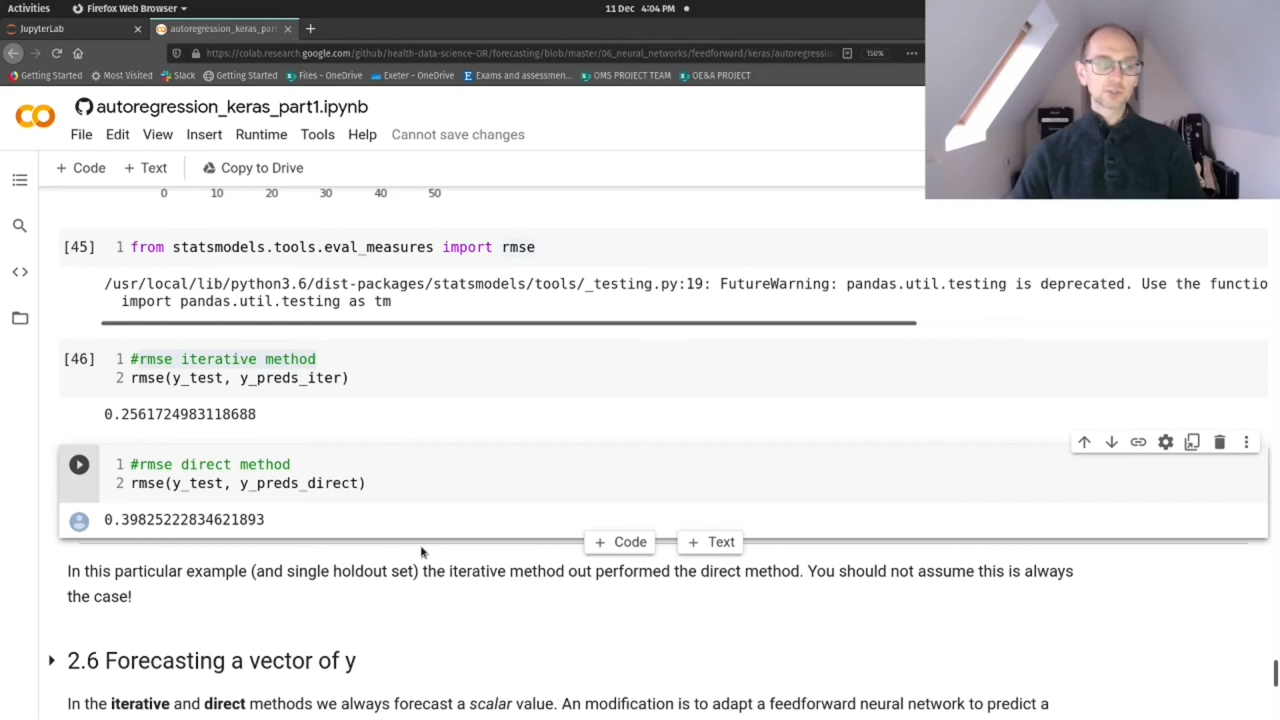 Activities
Firefox Web Browser
11 Dec 4:04 PM
JupyterLab
autoregression_keras_part
https://colab.research.google.com/github/health-data-science-OR/forecasting/blob/master/06_neural_networks/feedforward/keras/autoregressio
150%
Getting Started
Most Visited
Slack
Getting Started
Files - OneDrive
Exeter - OneDrive
Exams and assessmen...
OMS PROJECT TEAM
OE&A PROJECT
autoregression_keras_part1.ipynb
File Edit View Insert Runtime Tools Help Cannot save changes
+ Code + Text Copy to Drive
0 10 20 30 40 50
[45] 1 from statsmodels.tools.eval_measures import rmse
/usr/local/lib/python3.6/dist-packages/statsmodels/tools/_testing.py:19: FutureWarning: pandas.util.testing is deprecated. Use the functio
import pandas.util.testing as tm
[46] 1 #rmse iterative method
2 rmse(y_test, y_preds_iter)
0.2561724983118688
1 #rmse direct method
2 rmse(y_test, y_preds_direct)
0.39825222834621893
+ Code + Text
In this particular example (and single holdout set) the iterative method out performed the direct method. You should not assume this is always
the case!
2.6 Forecasting a vector of y
In the iterative and direct methods we always forecast a scalar value. An modification is to adapt a feedforward neural network to predict a